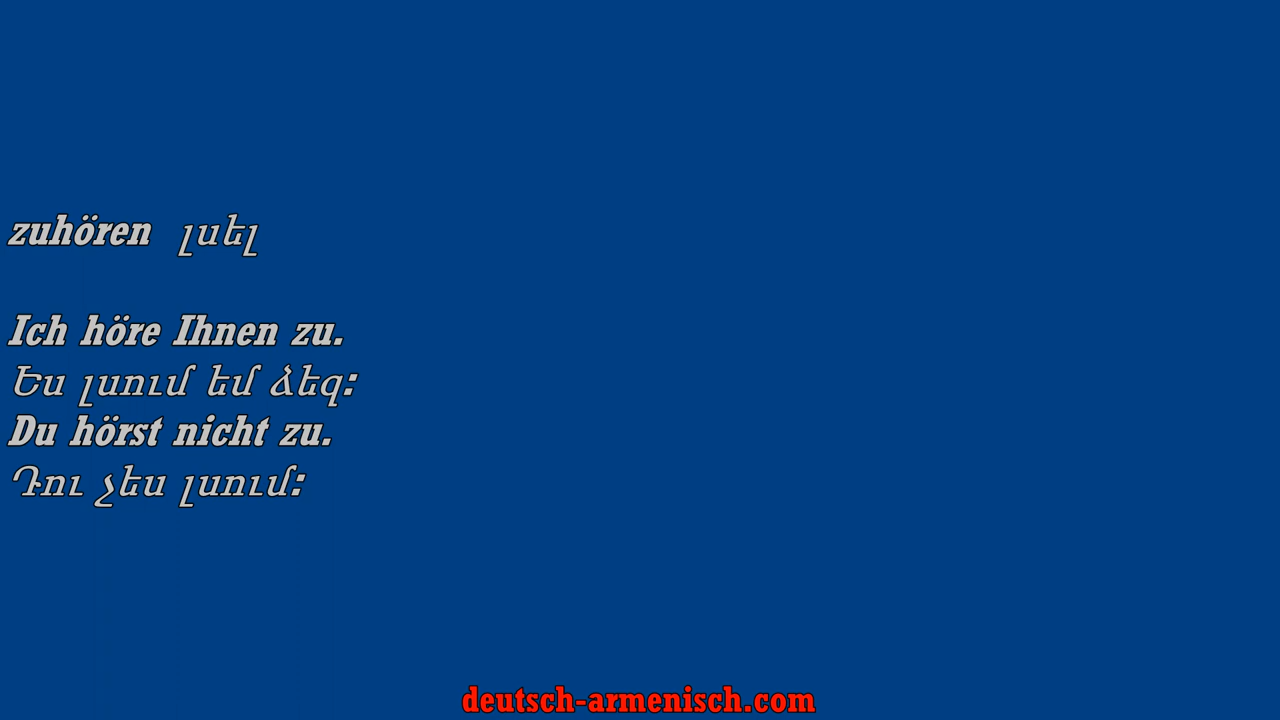 zuhören լսել
Ich höre Ihnen zu.
Ես լսում եմ ձեզ:
Du hörst nicht zu.
Դու չես լսում:
deutsch-armenisch.com